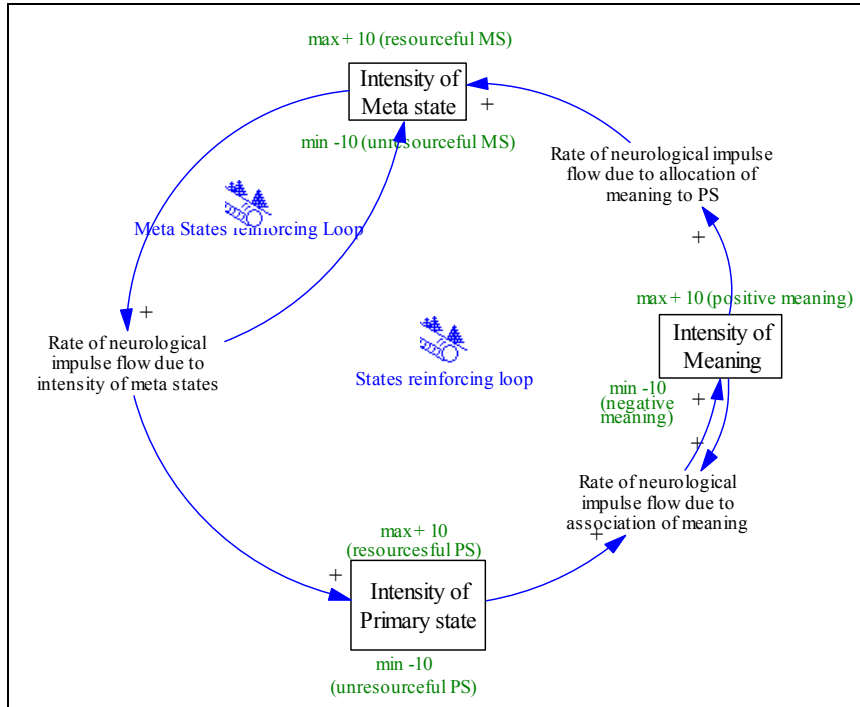 max + 10 (resourceful MS)
Intensity of
Meta state
+
min -10 (unresourceful MS)
Rate of neurological impulse
flow due to allocation of
meaning to PS
Meta States reinforcing Loop
+
max + 10 (positive meaning)
+
Rate of neurological
impulse flow due to
intensity of meta states
Intensity of
Meaning
States reinforcing loop
min -10
(negative
meaning)
+
+
Rate of neurological
impulse flow due to
association of meaning
+
max + 10
(resourcesful PS)
+
Intensity of
Primary state
min -10
(unresourceful PS)